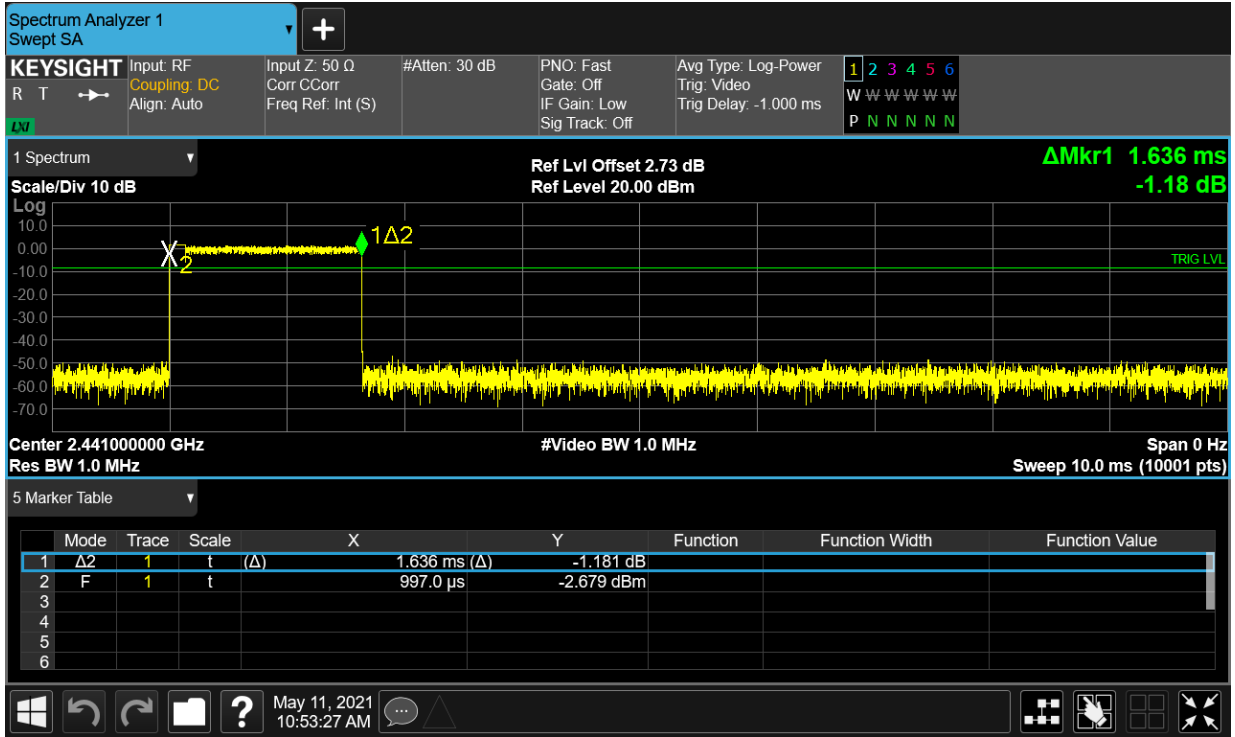 Spectrum Analyzer 1
Swept SA
KEYSIGHT
R T
LXI
Input: RF
Coupling: DC
Align: Auto
Input Z: 50 Ω
Corr CCorr
Freq Ref: Int (S)
#Atten: 30 dB
PNO: Fast
Gate: Off
IF Gain: Low
Sig Track: Off
Avg Type: Log-Power
Trig: Video
Trig Delay: -1.000 ms
1 2 3 4 5 6
W W W W W W
P N N N N N
1 Spectrum
Scale/Div 10 dB
Ref Lvl Offset 2.73 dB
Ref Level 20.00 dBm
ΔMkr1 1.636 ms
-1.18 dB
Log
10.0
0.00
-10.0
-20.0
-30.0
-40.0
-50.0
-60.0
-70.0
X
2
1Δ2
TRIG LVL
Center 2.441000000 GHz
#Video BW 1.0 MHz
Span 0 Hz
Res BW 1.0 MHz
Sweep 10.0 ms (10001 pts)
5 Marker Table
Mode Trace Scale X Y Function Function Width Function Value
1 Δ2 1 t (Δ) 1.636 ms (Δ) -1.181 dB
2 F 1 t 997.0 µs -2.679 dBm
3
4
5
6
?
May 11, 2021
10:53:27 AM